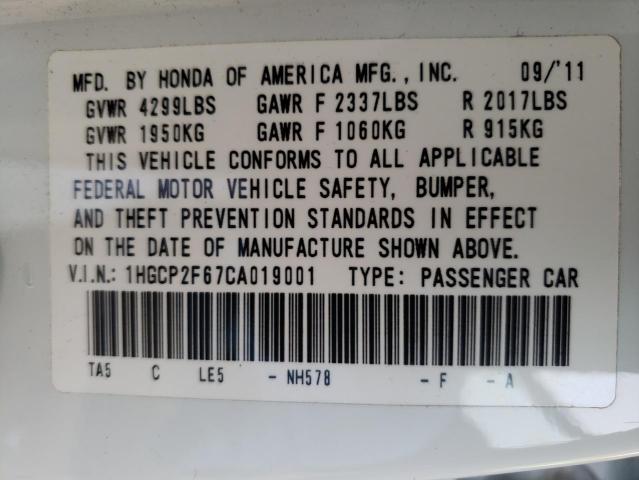 MFD. BY HONDA OF AMERICA MFG., INC. 09/'11
GVWR 4299LBS GAWR F 2337LBS R 2017LBS
GVWR 1950KG GAWR F 1060KG R 915KG
THIS VEHICLE CONFORMS TO ALL APPLICABLE
FEDERAL MOTOR VEHICLE SAFETY, BUMPER,
AND THEFT PREVENTION STANDARDS IN EFFECT
ON THE DATE OF MANUFACTURE SHOWN ABOVE.
V.I.N.: 1HGCP2F67CA019001 TYPE: PASSENGER CAR
TA5 C LE5 - NH578 - F - A